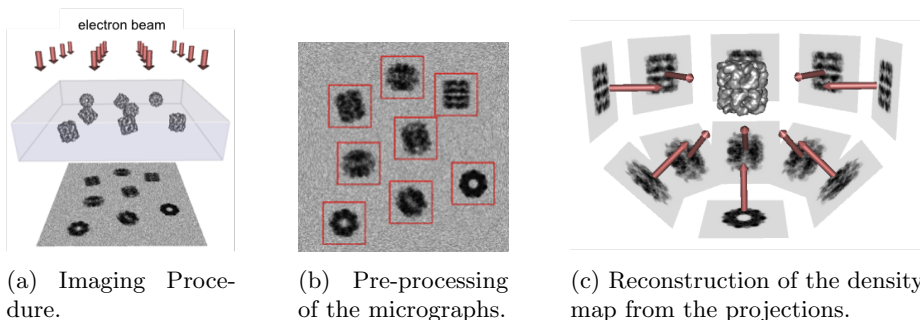 electron beam
(a) Imaging Proce-
dure.
(b) Pre-processing
of the micrographs.
(c) Reconstruction of the density
map from the projections.